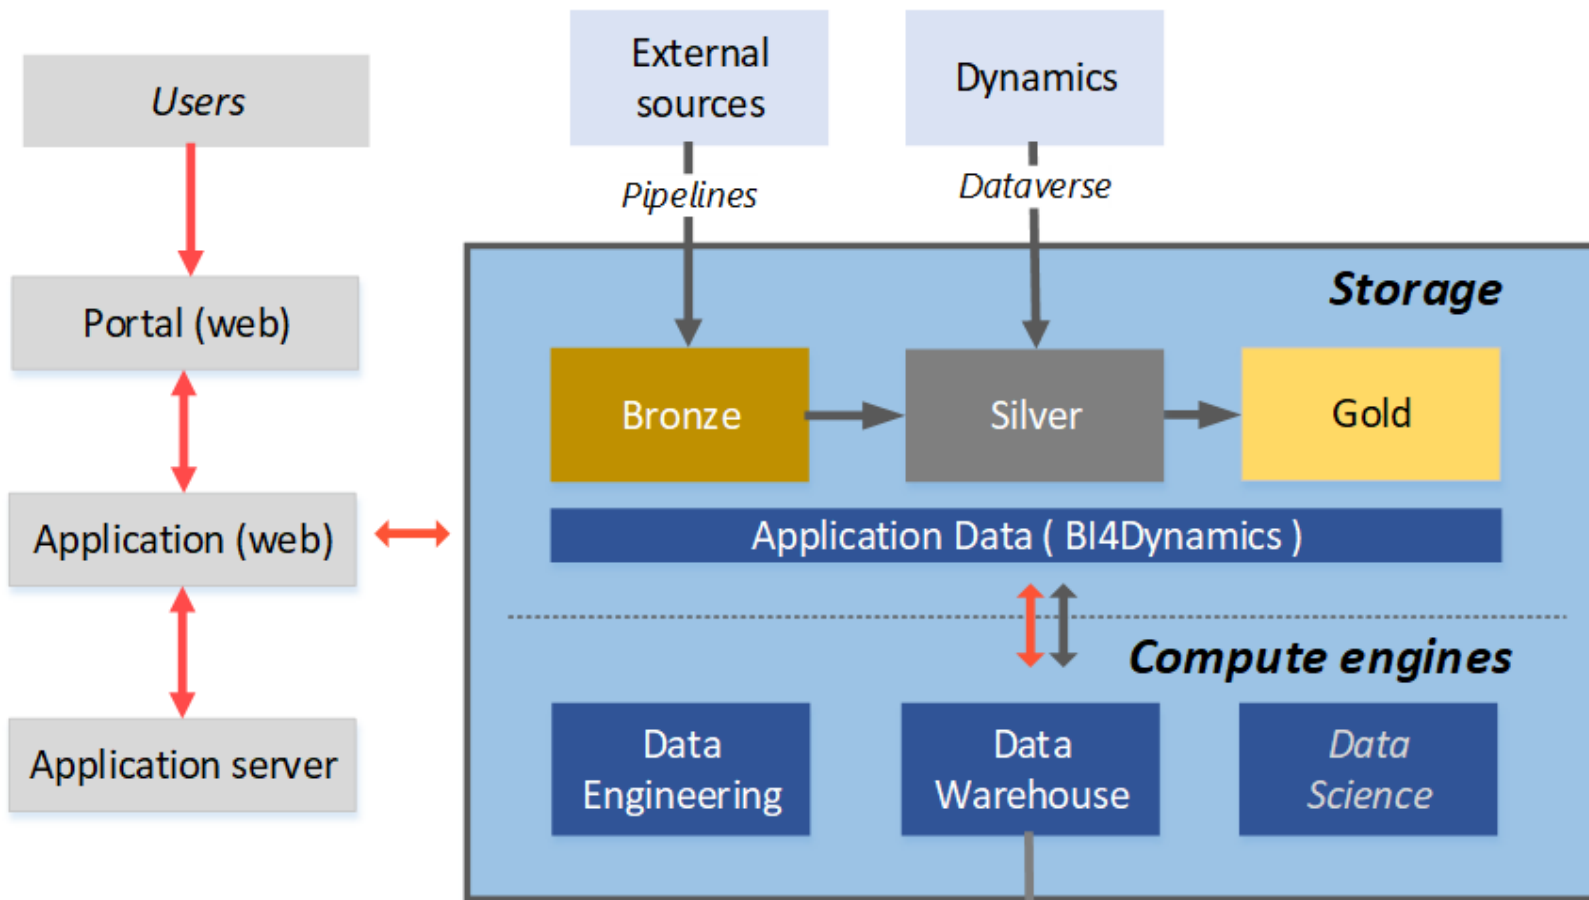 Users
External
sources
Dynamics
Pipelines
Dataverse
Portal (web)
Storage
Bronze
Silver
Gold
Application (web)
Application Data ( BI4Dynamics )
Compute engines
Application server
Data
Engineering
Data
Warehouse
Data
Science